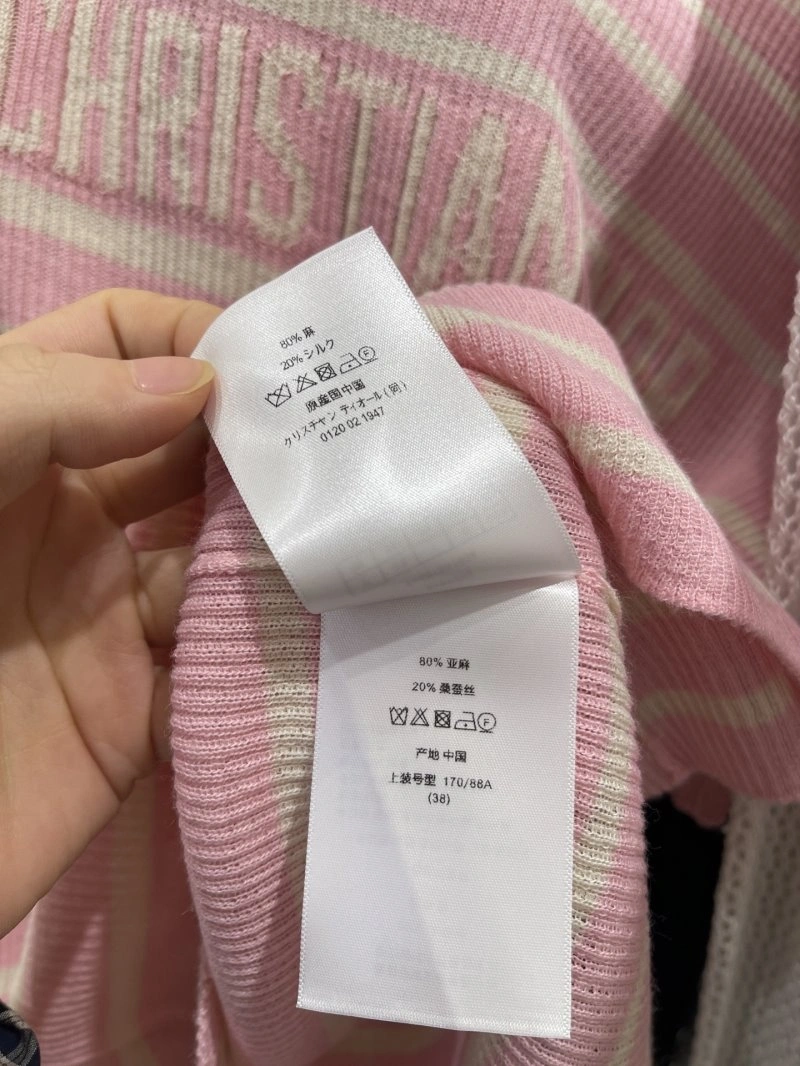 CHRISTIAN
80% 麻
20% シルク
原産国中国
クリスチャン ディオール (同)
0120 02 1947
80% 亚麻
20% 桑蚕丝
产地 中国
上装号型 170/88A
(38)